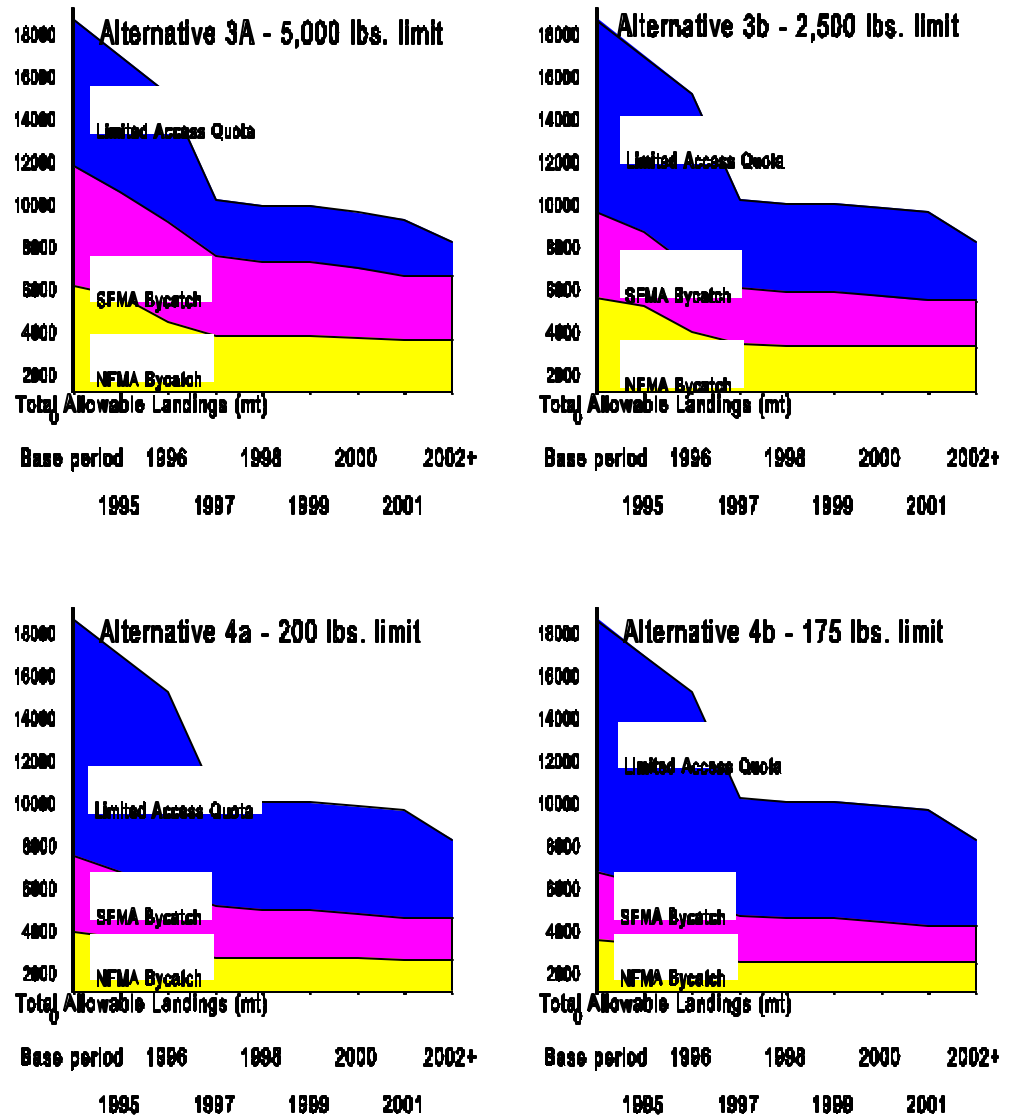 Alternative 3A - 5,000 lbs. limit
18000
16000
14000
Limited Access Quota
12000
10000
8000
6000
SFMA Bycatch
4000
2000
NFMA Bycatch
Total Allowable Landings (mt)
0
Base period 1996 1998 2000 2002+
1995 1997 1999 2001
Alternative 3b - 2,500 lbs. limit
18000
16000
14000
12000
Limited Access Quota
10000
8000
6000
SFMA Bycatch
4000
2000
NFMA Bycatch
Total Allowable Landings (mt)
0
Base period 1996 1998 2000 2002+
1995 1997 1999 2001
Alternative 4a - 200 lbs. limit
18000
16000
14000
12000
10000
Limited Access Quota
8000
6000
4000
SFMA Bycatch
2000
NFMA Bycatch
Total Allowable Landings (mt)
0
Base period 1996 1998 2000 2002+
1995 1997 1999 2001
Alternative 4b - 175 lbs. limit
18000
16000
14000
12000
Limited Access Quota
10000
8000
6000
4000
SFMA Bycatch
2000
NFMA Bycatch
Total Allowable Landings (mt)
0
Base period 1996 1998 2000 2002+
1995 1997 1999 2001